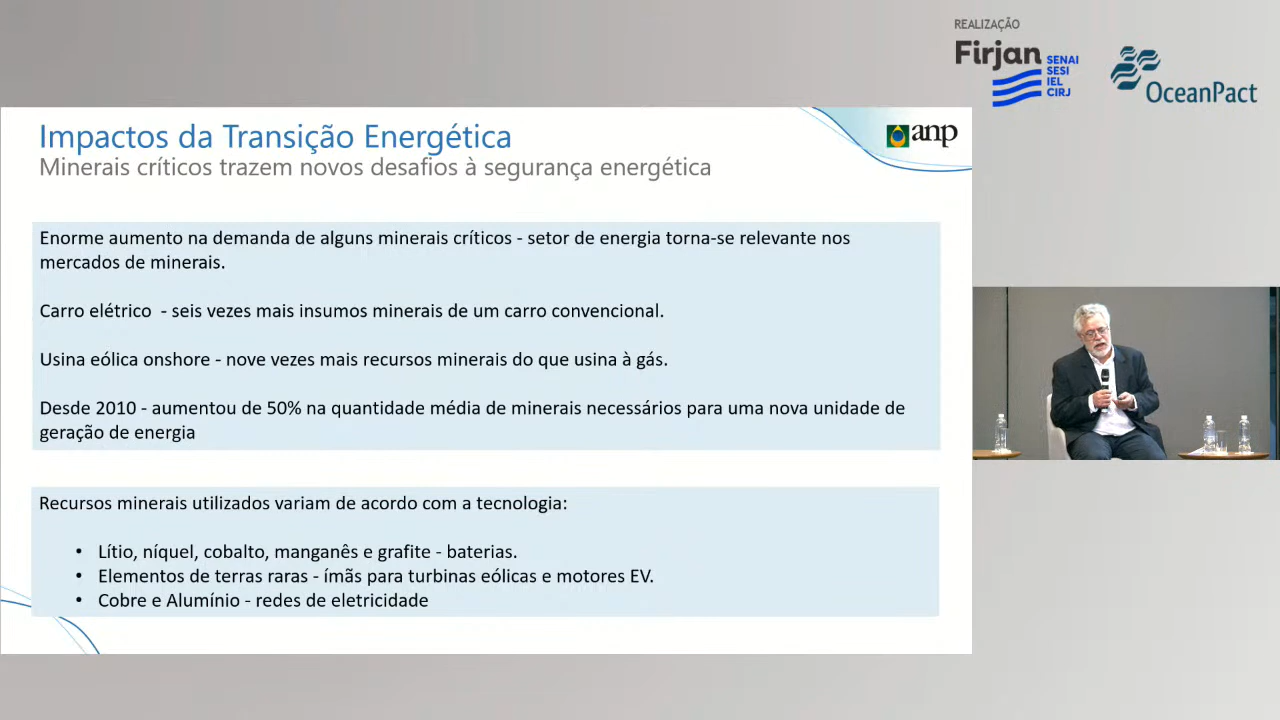 REALIZAÇÃO
Firjan
SENAI
SESI
IEL
CIRJ
OceanPact
Impactos da Transição Energética
anp
Minerais críticos trazem novos desafios à segurança energética
Enorme aumento na demanda de alguns minerais críticos - setor de energia torna-se relevante nos
mercados de minerais.
Carro elétrico - seis vezes mais insumos minerais de um carro convencional.
Usina eólica onshore - nove vezes mais recursos minerais do que usina à gás.
Desde 2010 - aumentou de 50% na quantidade média de minerais necessários para uma nova unidade de
geração de energia
Recursos minerais utilizados variam de acordo com a tecnologia:
• Lítio, níquel, cobalto, manganês e grafite - baterias.
• Elementos de terras raras - ímãs para turbinas eólicas e motores EV.
• Cobre e Alumínio - redes de eletricidade